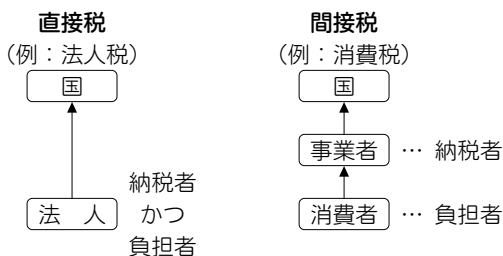 直接税
(例：法人税)
国
法　人
納税者
かつ
負担者
間接税
(例：消費税)
国
事業者 … 納税者
消費者 … 負担者